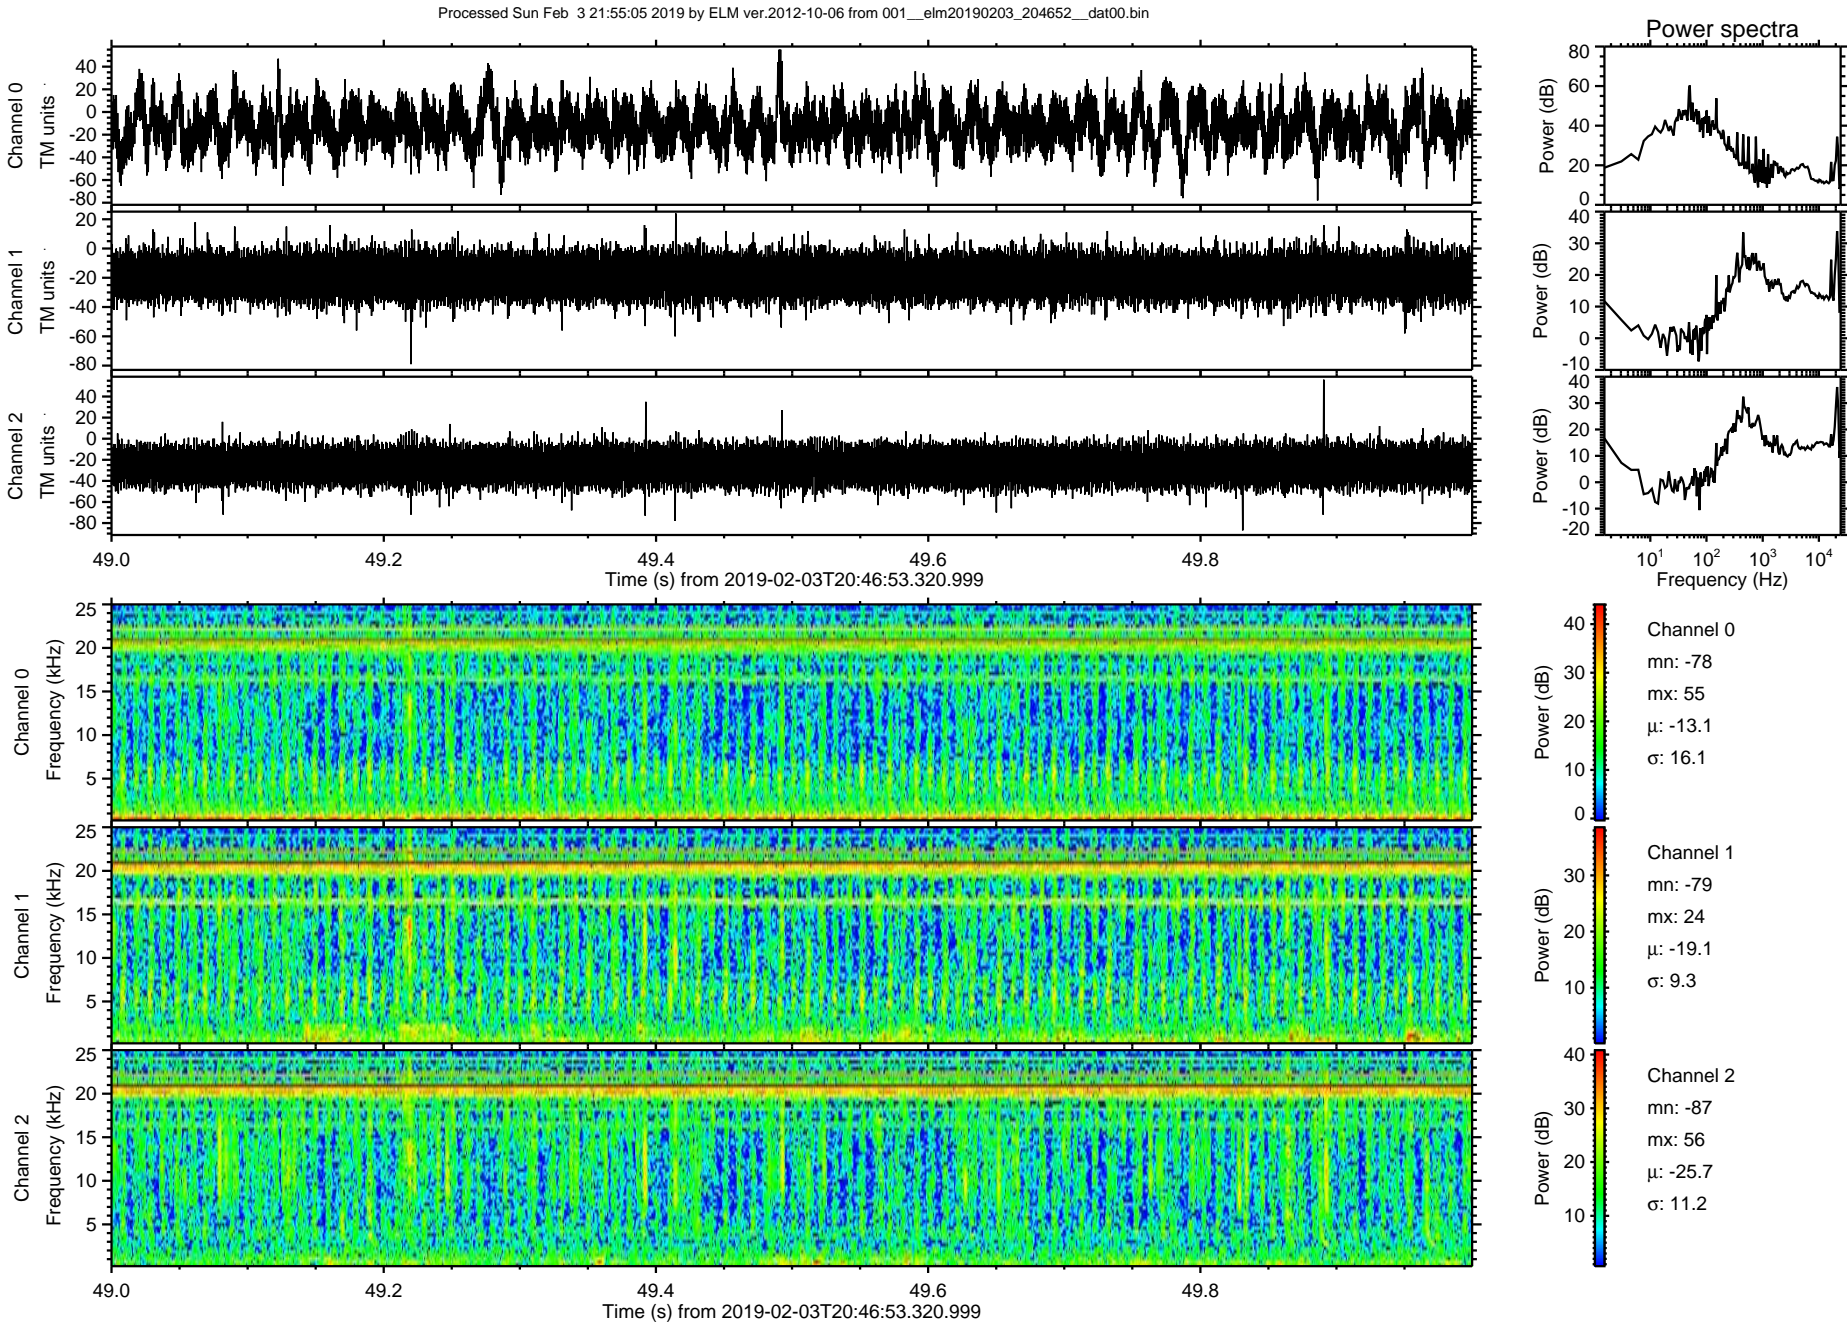 Processed Sun Feb  3 21:55:05 2019 by ELM ver.2012-10-06 from 001__elm20190203_204652__dat00.bin
Power spectra
Channel 0
TM units
40
20
0
-20
-40
-60
-80
Power (dB)
80
60
40
20
0
Channel 1
TM units
20
0
-20
-40
-60
-80
Power (dB)
40
30
20
10
0
-10
Channel 2
TM units
40
20
0
-20
-40
-60
-80
Power (dB)
40
30
20
10
0
-10
-20
49.0 49.2 49.4 49.6 49.8
Time (s) from 2019-02-03T20:46:53.320.999
10¹ 10² 10³ 10⁴
Frequency (Hz)
Channel 0
Frequency (kHz)
25
20
15
10
5
Power (dB)
40
30
20
10
0
Channel 0
mn: -78
mx: 55
μ: -13.1
σ: 16.1
Channel 1
Frequency (kHz)
25
20
15
10
5
Power (dB)
30
20
10
Channel 1
mn: -79
mx: 24
μ: -19.1
σ: 9.3
Channel 2
Frequency (kHz)
25
20
15
10
5
Power (dB)
40
30
20
10
Channel 2
mn: -87
mx: 56
μ: -25.7
σ: 11.2
49.0 49.2 49.4 49.6 49.8
Time (s) from 2019-02-03T20:46:53.320.999